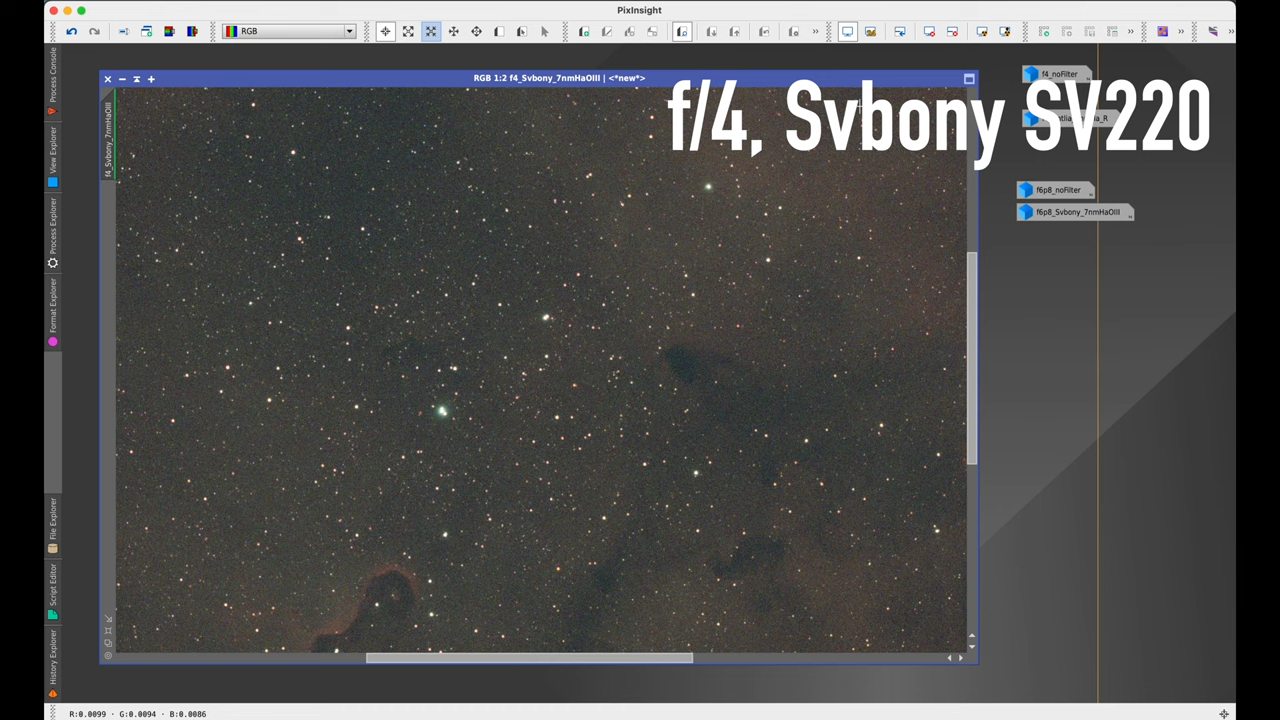 PixInsight
RGB
RGB 1:2 f4_Svbony_7nmHaOIII | <*new*>
f/4, Svbony SV220
f4_Svbony_7nmHaOIII
Process Console
View Explorer
Process Explorer
Format Explorer
File Explorer
Script Editor
History Explorer
f4_noFilter
f6p8_noFilter
f6p8_Svbony_7nmHaOIII
R:0.0099 · G:0.0094 · B:0.0086